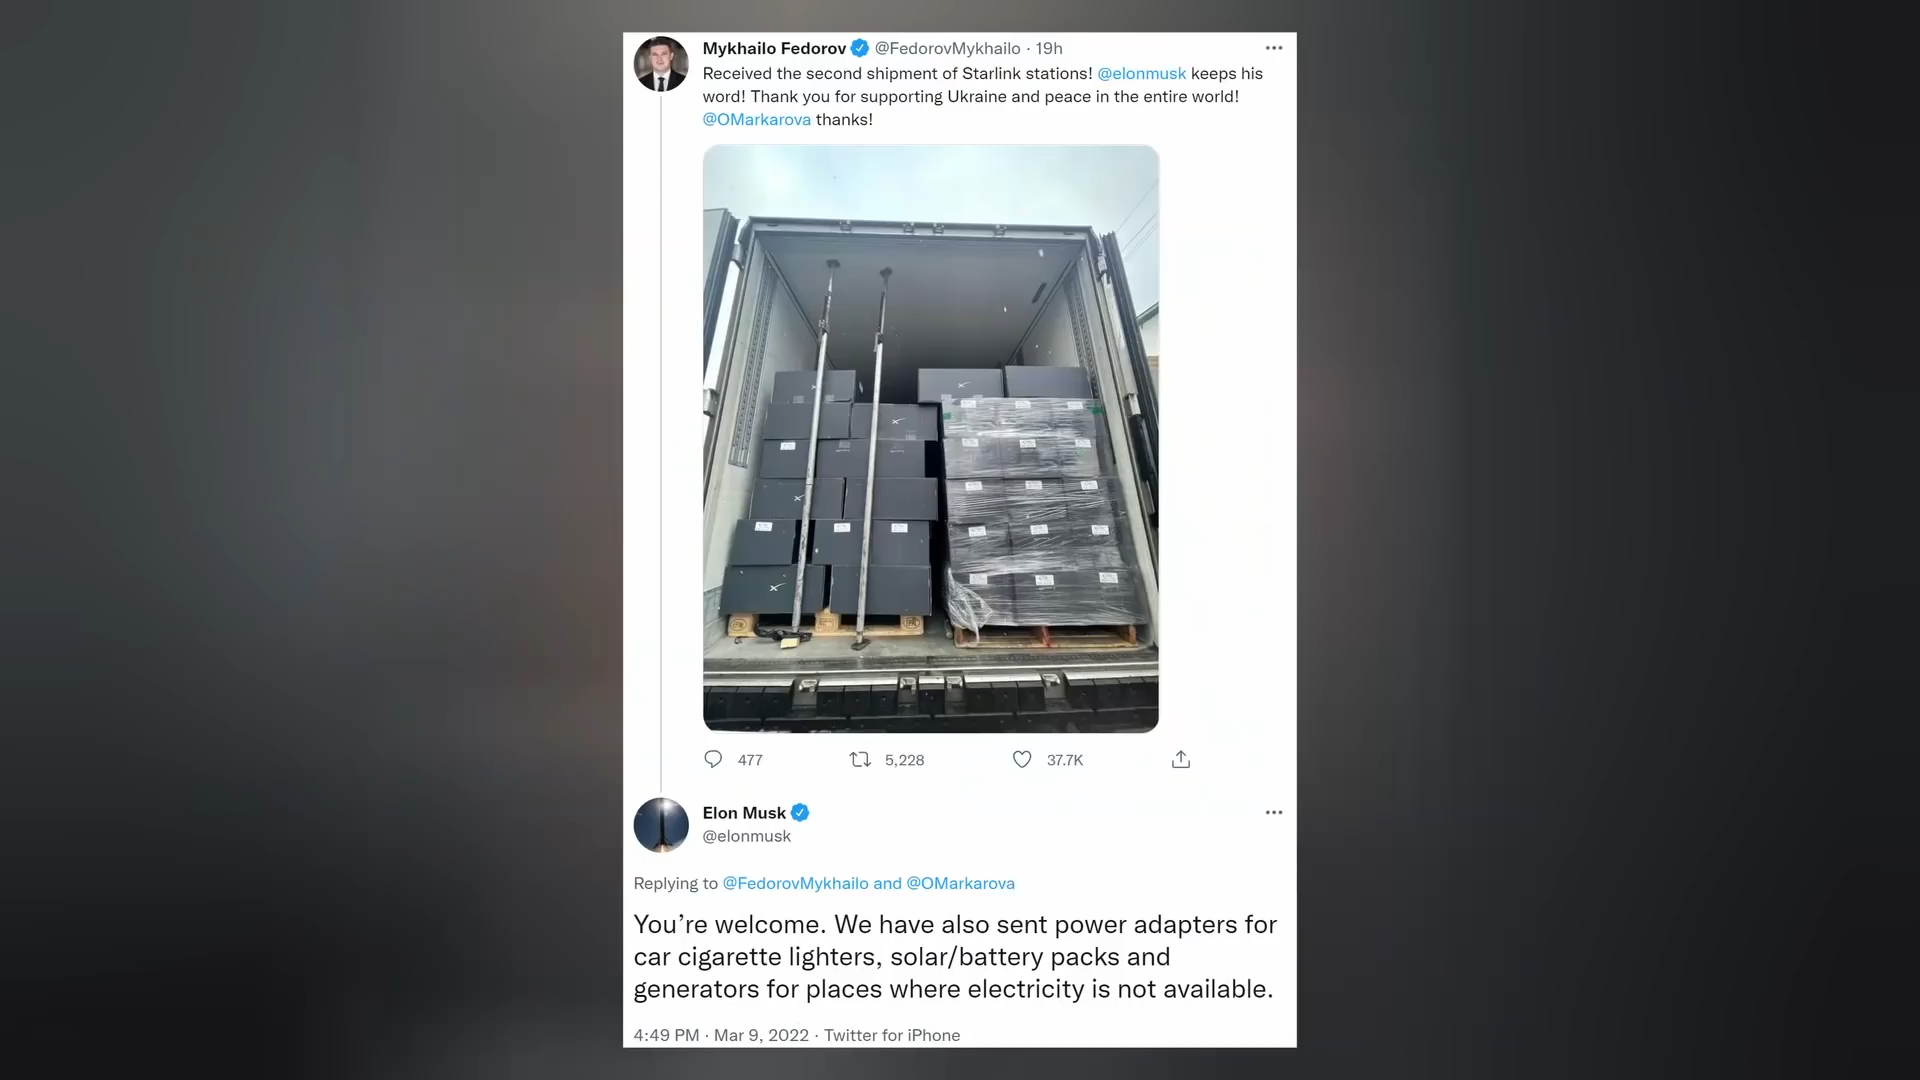 Mykhailo Fedorov @FedorovMykhailo · 19h
Received the second shipment of Starlink stations! @elonmusk keeps his
word! Thank you for supporting Ukraine and peace in the entire world!
@OMarkarova thanks!
477 5,228 37.7K
Elon Musk
@elonmusk
Replying to @FedorovMykhailo and @OMarkarova
You’re welcome. We have also sent power adapters for
car cigarette lighters, solar/battery packs and
generators for places where electricity is not available.
4:49 PM · Mar 9, 2022 · Twitter for iPhone